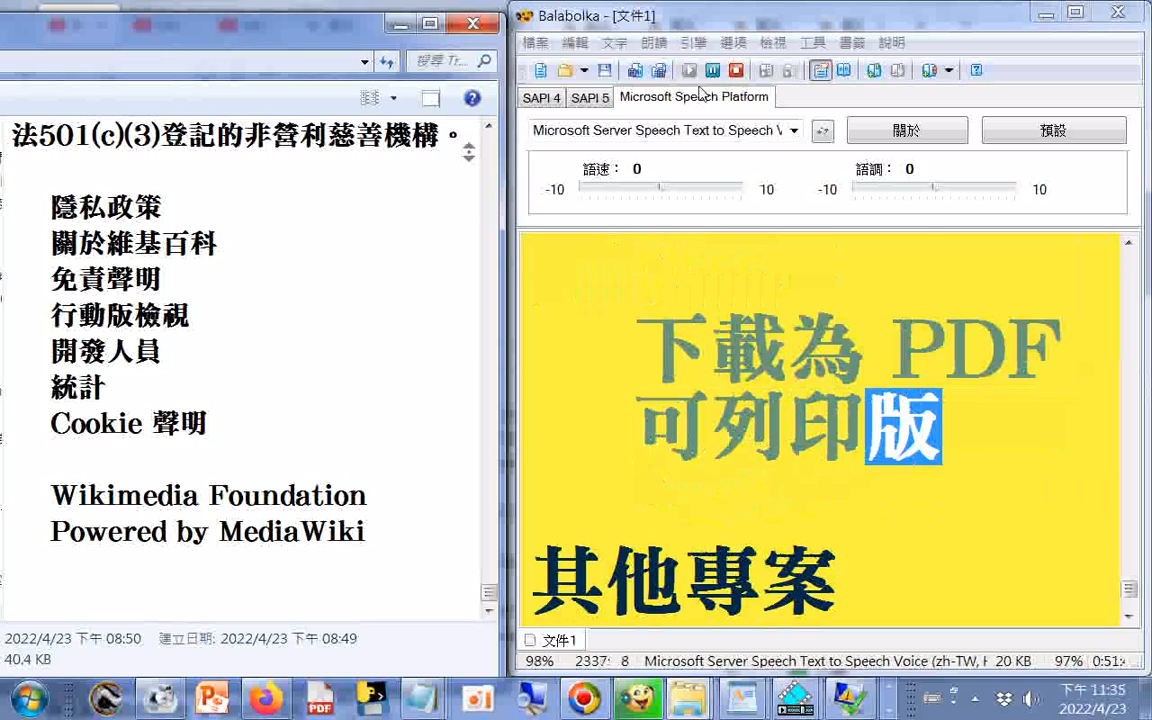 搜尋 Tr...
法501(c)(3)登記的非營利慈善機構。
隱私政策
關於維基百科
免責聲明
行動版檢視
開發人員
統計
Cookie 聲明
Wikimedia Foundation
Powered by MediaWiki
2022/4/23 下午 08:50 建立日期: 2022/4/23 下午 08:49
40.4 KB
Balabolka - [文件1]
檔案 編輯 文字 朗讀 引擎 選項 檢視 工具 書籤 說明
SAPI 4 SAPI 5 Microsoft Speech Platform
Microsoft Server Speech Text to Speech V
關於 預設
語速： 0 語調： 0
-10 10 -10 10
下載為 PDF
可列印版
其他專案
文件1
98% 2337 8 Microsoft Server Speech Text to Speech Voice (zh-TW, H 20 KB 97% 0:51
PDF
下午 11:35
2022/4/23